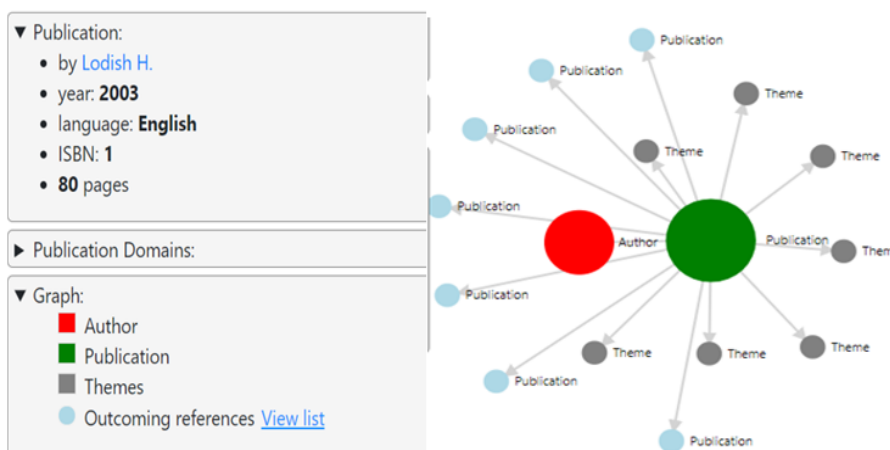 ▼ Publication:
• by Lodish H.
• year: 2003
• language: English
• ISBN: 1
• 80 pages
▶ Publication Domains:
▼ Graph:
Author
Publication
Themes
Outcoming references View list
Publication
Publication
Theme
Publication
Theme
Theme
Publication
Author
Publication
Them
Publication
Theme
Theme
Theme
Publication
Publication